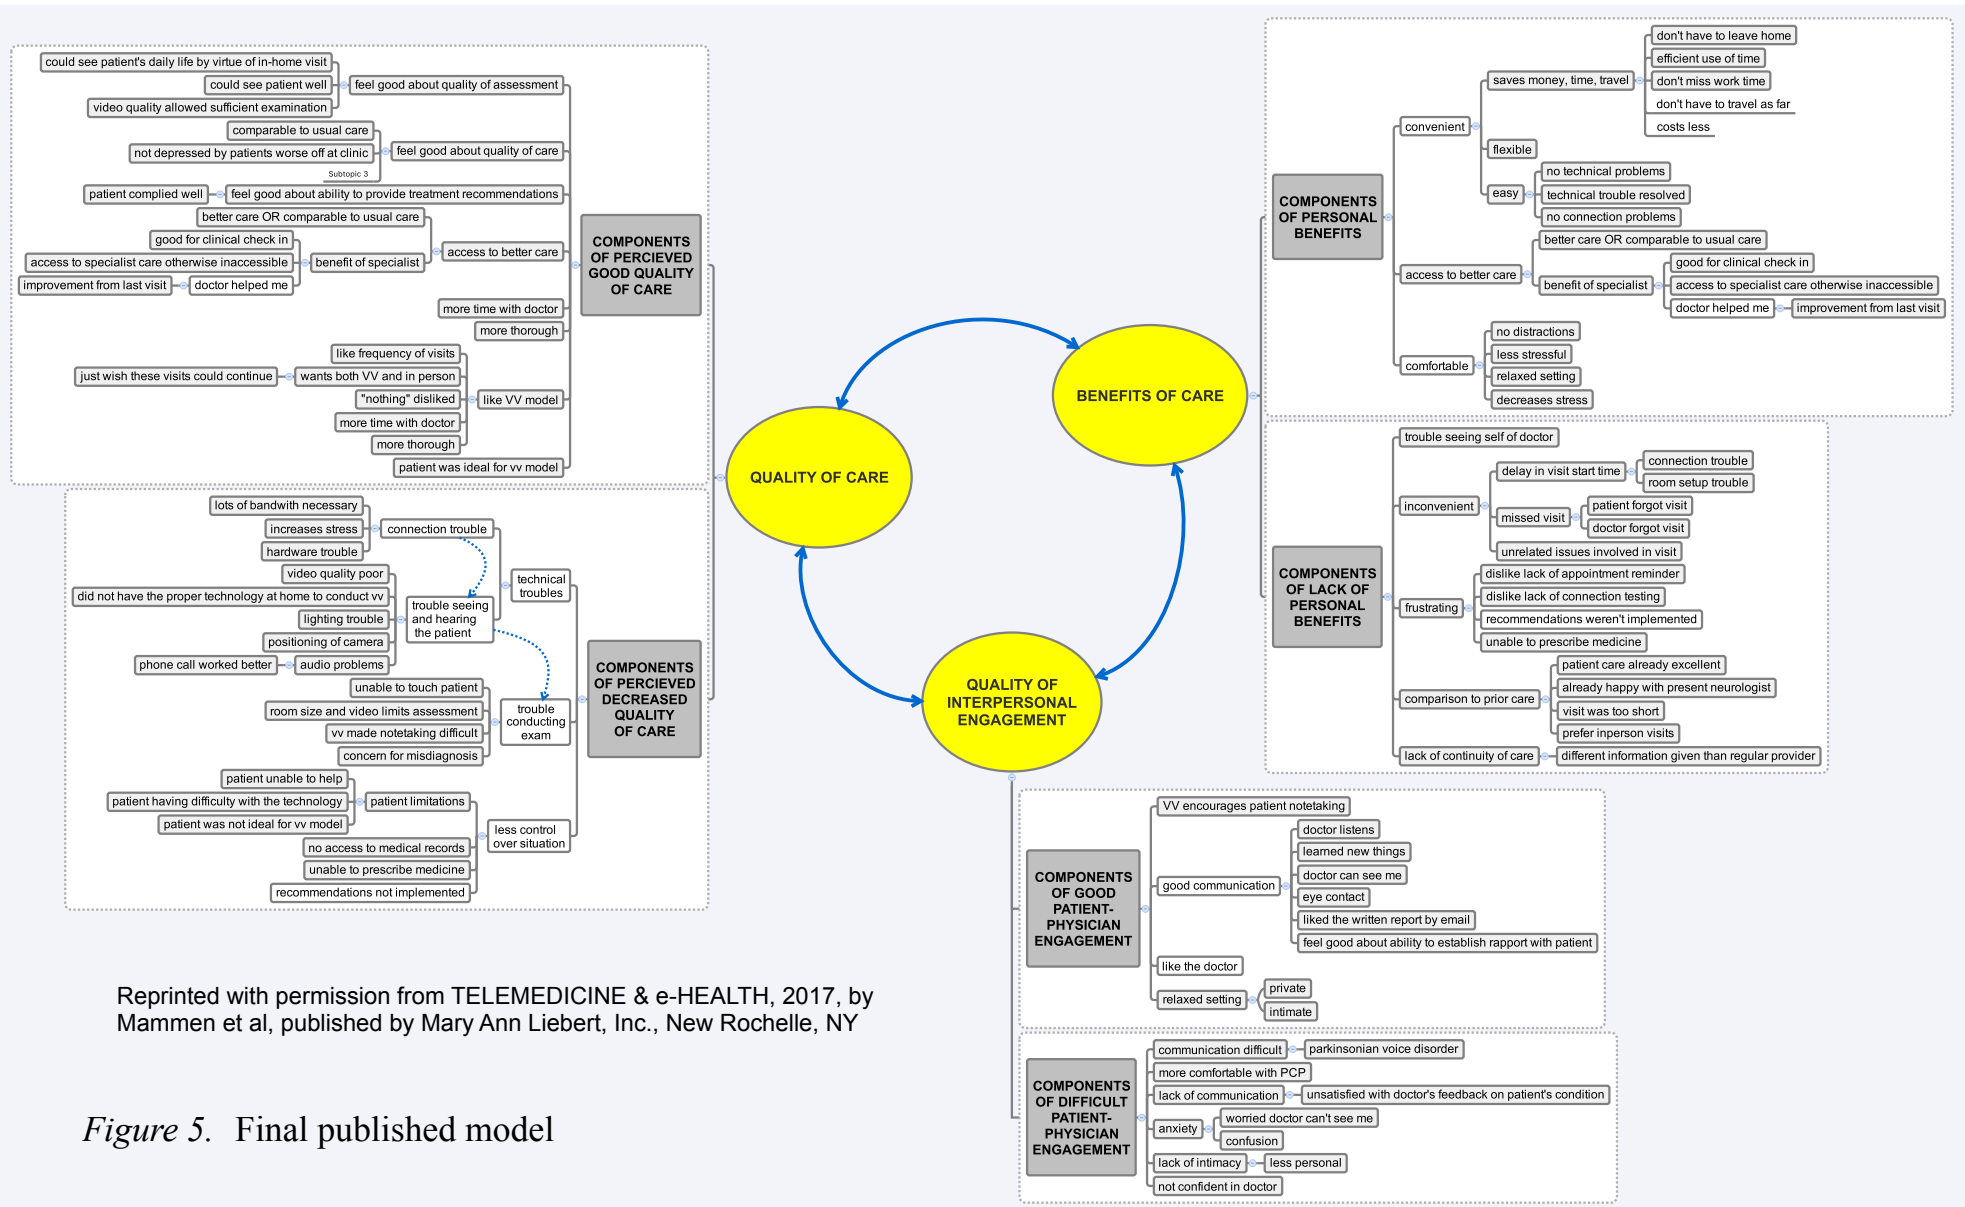 could see patient's daily life by virtue of in-home visit
could see patient well
video quality allowed sufficient examination
feel good about quality of assessment
comparable to usual care
not depressed by patients worse off at clinic
Subtopic 3
feel good about quality of care
patient complied well
feel good about ability to provide treatment recommendations
better care OR comparable to usual care
good for clinical check in
access to specialist care otherwise inaccessible
improvement from last visit
doctor helped me
benefit of specialist
access to better care
more time with doctor
more thorough
like frequency of visits
just wish these visits could continue
wants both VV and in person
"nothing" disliked
more time with doctor
more thorough
like VV model
patient was ideal for vv model
COMPONENTS
OF PERCIEVED
GOOD QUALITY
OF CARE
lots of bandwith necessary
increases stress
hardware trouble
connection trouble
video quality poor
did not have the proper technology at home to conduct vv
lighting trouble
positioning of camera
phone call worked better
audio problems
trouble seeing
and hearing
the patient
technical
troubles
unable to touch patient
room size and video limits assessment
vv made notetaking difficult
concern for misdiagnosis
trouble
conducting
exam
patient unable to help
patient having difficulty with the technology
patient was not ideal for vv model
patient limitations
no access to medical records
unable to prescribe medicine
recommendations not implemented
less control
over situation
COMPONENTS
OF PERCIEVED
DECREASED
QUALITY
OF CARE
QUALITY OF CARE
BENEFITS OF CARE
QUALITY OF
INTERPERSONAL
ENGAGEMENT
COMPONENTS
OF PERSONAL
BENEFITS
convenient
saves money, time, travel
don't have to leave home
efficient use of time
don't miss work time
don't have to travel as far
costs less
flexible
easy
no technical problems
technical trouble resolved
no connection problems
access to better care
better care OR comparable to usual care
benefit of specialist
good for clinical check in
access to specialist care otherwise inaccessible
doctor helped me
improvement from last visit
comfortable
no distractions
less stressful
relaxed setting
decreases stress
COMPONENTS
OF LACK OF
PERSONAL
BENEFITS
trouble seeing self of doctor
inconvenient
delay in visit start time
connection trouble
room setup trouble
missed visit
patient forgot visit
doctor forgot visit
unrelated issues involved in visit
frustrating
dislike lack of appointment reminder
dislike lack of connection testing
recommendations weren't implemented
unable to prescribe medicine
comparison to prior care
patient care already excellent
already happy with present neurologist
visit was too short
prefer inperson visits
lack of continuity of care
different information given than regular provider
COMPONENTS
OF GOOD
PATIENT-
PHYSICIAN
ENGAGEMENT
VV encourages patient notetaking
good communication
doctor listens
learned new things
doctor can see me
eye contact
liked the written report by email
feel good about ability to establish rapport with patient
like the doctor
relaxed setting
private
intimate
COMPONENTS
OF DIFFICULT
PATIENT-
PHYSICIAN
ENGAGEMENT
communication difficult
parkinsonian voice disorder
more comfortable with PCP
lack of communication
unsatisfied with doctor's feedback on patient's condition
anxiety
worried doctor can't see me
confusion
lack of intimacy
less personal
not confident in doctor
Reprinted with permission from TELEMEDICINE & e-HEALTH, 2017, by
Mammen et al, published by Mary Ann Liebert, Inc., New Rochelle, NY
Figure 5. Final published model